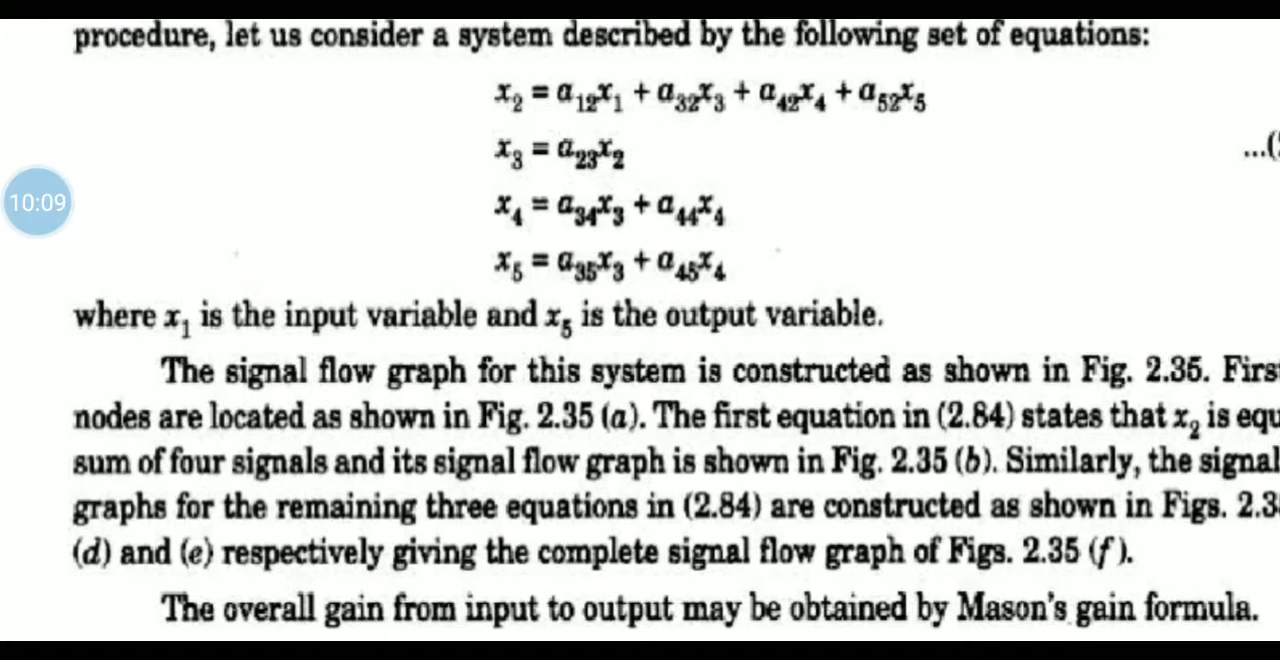 procedure, let us consider a system described by the following set of equations:
x₂ = a₁₂x₁ + a₃₂x₃ + a₄₂x₄ + a₅₂x₅
x₃ = a₂₃x₂
...(
10:09
x₄ = a₃₄x₃ + a₄₄x₄
x₅ = a₃₅x₃ + a₄₅x₄
where x₁ is the input variable and x₅ is the output variable.
The signal flow graph for this system is constructed as shown in Fig. 2.35. Firs
nodes are located as shown in Fig. 2.35 (a). The first equation in (2.84) states that x₂ is equ
sum of four signals and its signal flow graph is shown in Fig. 2.35 (b). Similarly, the signal
graphs for the remaining three equations in (2.84) are constructed as shown in Figs. 2.3
(d) and (e) respectively giving the complete signal flow graph of Figs. 2.35 (f).
The overall gain from input to output may be obtained by Mason's gain formula.